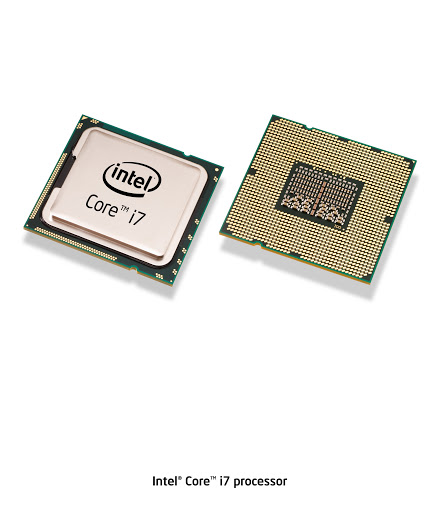 intel
Core™ i7
Intel® Core™ i7 processor